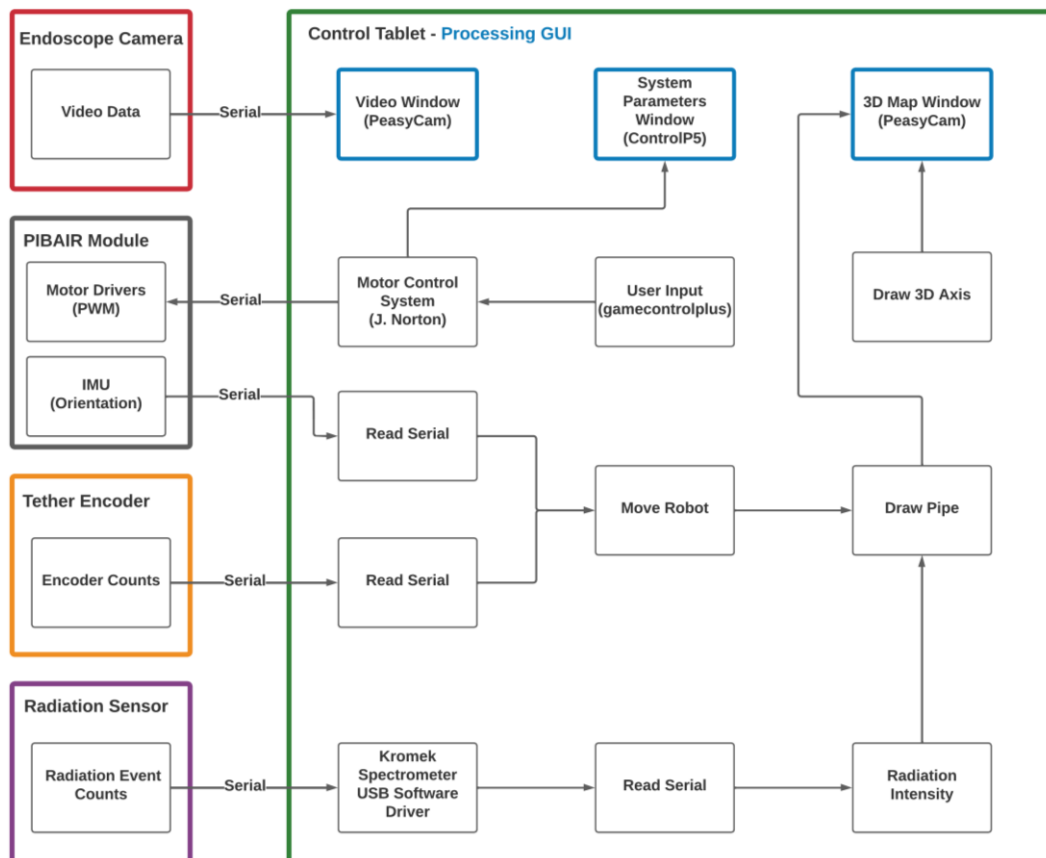 Endoscope Camera
Video Data
Serial
Control Tablet - Processing GUI
Video Window
(PeasyCam)
System
Parameters
Window
(ControlP5)
3D Map Window
(PeasyCam)
PIBAIR Module
Motor Drivers
(PWM)
Serial
Motor Control
System
(J. Norton)
User Input
(gamecontrolplus)
Draw 3D Axis
IMU
(Orientation)
Serial
Read Serial
Tether Encoder
Encoder Counts
Serial
Read Serial
Move Robot
Draw Pipe
Radiation Sensor
Radiation Event
Counts
Serial
Kromek
Spectrometer
USB Software
Driver
Read Serial
Radiation
Intensity